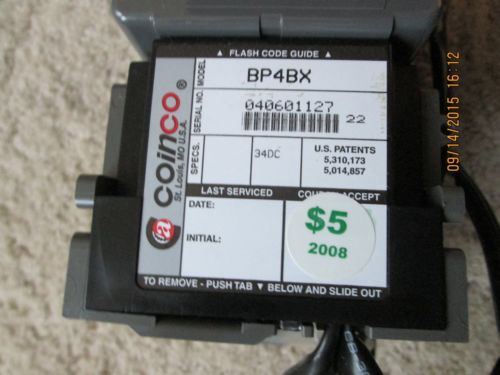 ▲ FLASH CODE GUIDE ▲
MODEL
BP4BX
SERIAL NO.
040601127
22
SPECS.
34DC
U.S. PATENTS
5,310,173
5,014,857
LAST SERVICED
ACCEPT
DATE:
INITIAL:
$5
2008
TO REMOVE - PUSH TAB ▼ BELOW AND SLIDE OUT
coinco®
St. Louis, MO U.S.A.
09/14/2015 16:12